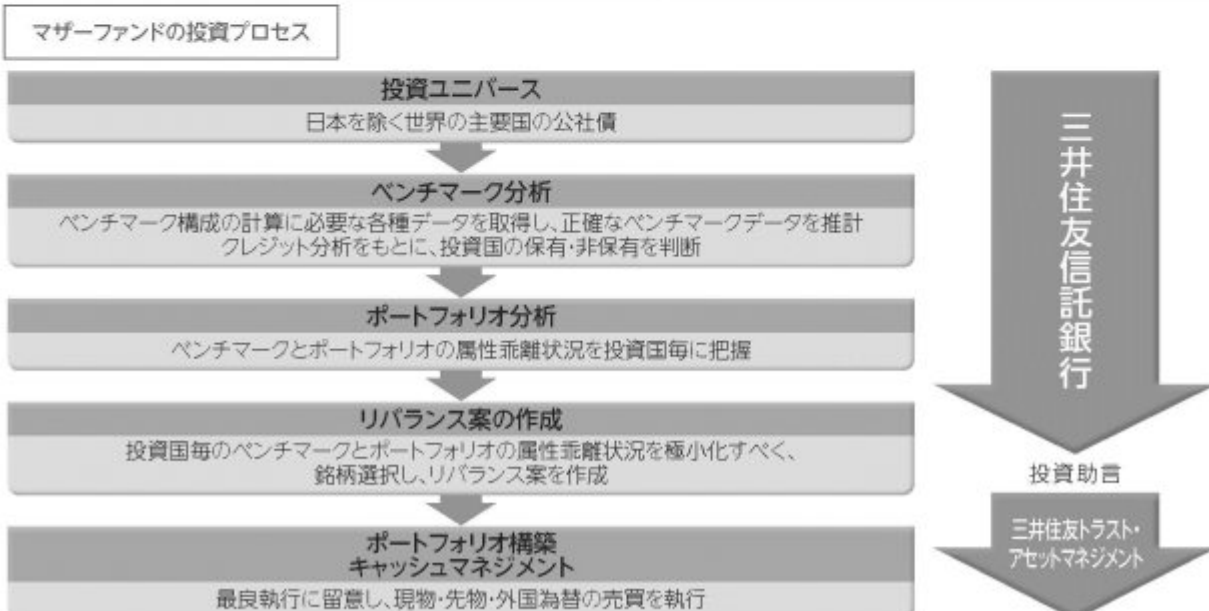 マザーファンドの投資プロセス
投資ユニバース
日本を除く世界の主要国の公社債
ベンチマーク分析
ベンチマーク構成の計算に必要な各種データを取得し、正確なベンチマークデータを推計
クレジット分析をもとに、投資国の保有・非保有を判断
ポートフォリオ分析
ベンチマークとポートフォリオの属性乖離状況を投資国毎に把握
リバランス案の作成
投資国毎のベンチマークとポートフォリオの属性乖離状況を極小化すべく、
銘柄選択し、リバランス案を作成
ポートフォリオ構築
キャッシュマネジメント
最良執行に留意し、現物・先物・外国為替の売買を執行
三井住友信託銀行
投資助言
三井住友トラスト・
アセットマネジメント